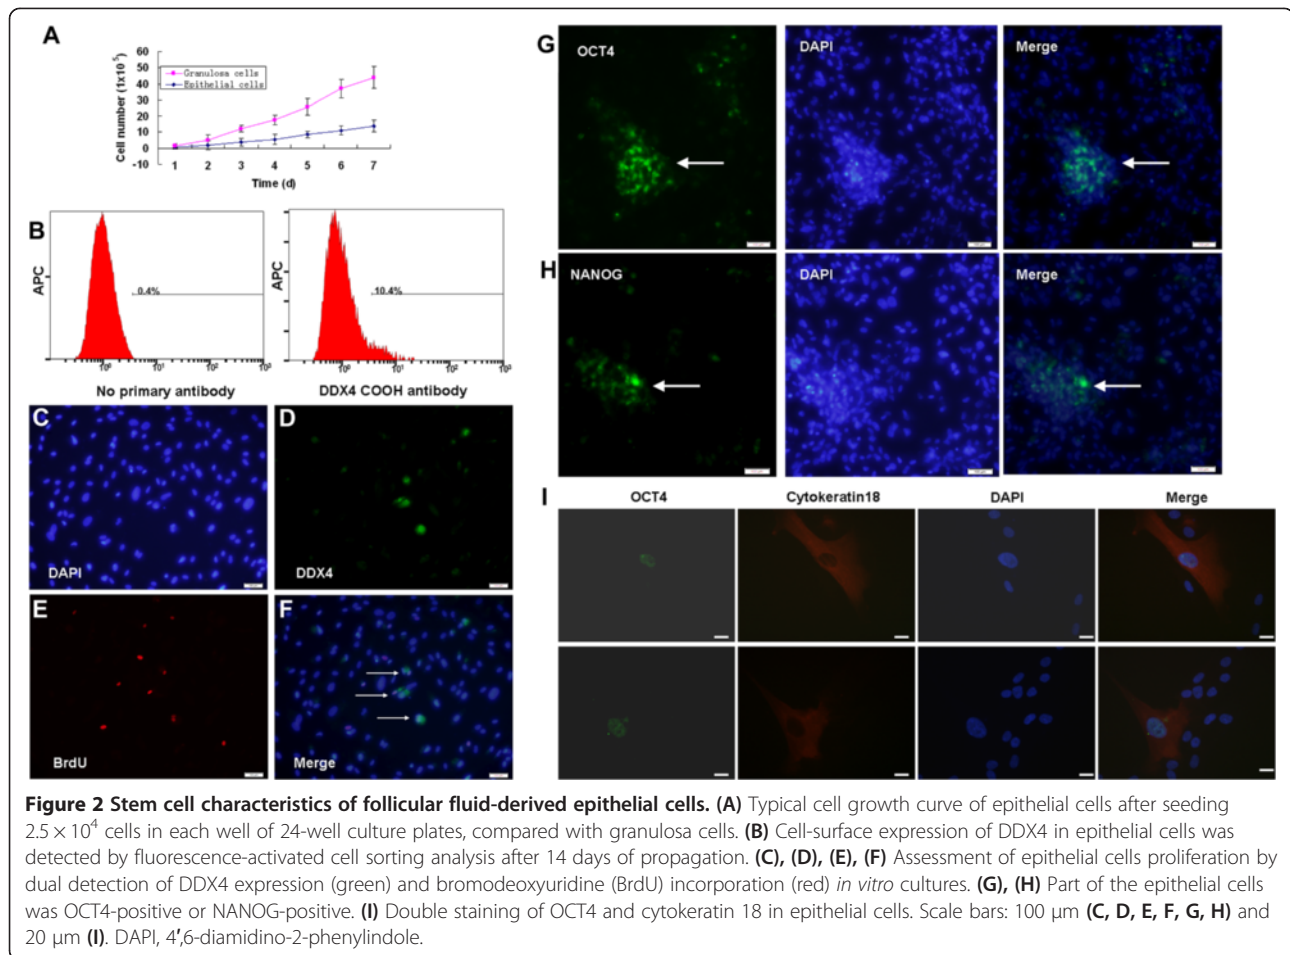 A
60
50
40
30
20
10
0
-10
Cell number (1x10⁵)
Granulosa cells
Epithelial cells
1 2 3 4 5 6 7
Time (d)
B
APC
0.4%
10⁰ 10¹ 10² 10³
No primary antibody
APC
10.4%
10⁰ 10¹ 10² 10³
DDX4 COOH antibody
C
DAPI
D
DDX4
E
BrdU
F
Merge
G
OCT4
DAPI
Merge
H
NANOG
DAPI
Merge
I
OCT4 Cytokeratin18 DAPI Merge
Figure 2 Stem cell characteristics of follicular fluid-derived epithelial cells. (A) Typical cell growth curve of epithelial cells after seeding
2.5 × 10⁴ cells in each well of 24-well culture plates, compared with granulosa cells. (B) Cell-surface expression of DDX4 in epithelial cells was
detected by fluorescence-activated cell sorting analysis after 14 days of propagation. (C), (D), (E), (F) Assessment of epithelial cells proliferation by
dual detection of DDX4 expression (green) and bromodeoxyuridine (BrdU) incorporation (red) in vitro cultures. (G), (H) Part of the epithelial cells
was OCT4-positive or NANOG-positive. (I) Double staining of OCT4 and cytokeratin 18 in epithelial cells. Scale bars: 100 μm (C, D, E, F, G, H) and
20 μm (I). DAPI, 4′,6-diamidino-2-phenylindole.